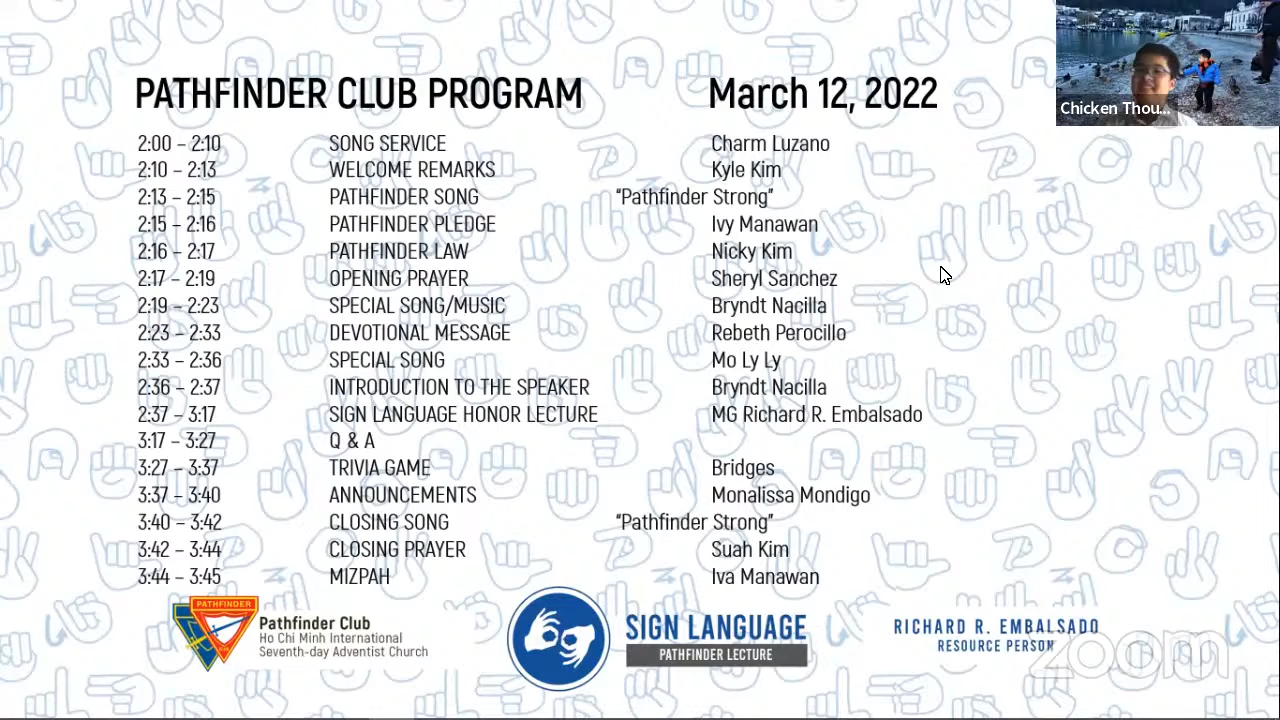 PATHFINDER CLUB PROGRAM March 12, 2022
Chicken Thou...
2:00 – 2:10 SONG SERVICE Charm Luzano
2:10 – 2:13 WELCOME REMARKS Kyle Kim
2:13 – 2:15 PATHFINDER SONG “Pathfinder Strong”
2:15 – 2:16 PATHFINDER PLEDGE Ivy Manawan
2:16 – 2:17 PATHFINDER LAW Nicky Kim
2:17 – 2:19 OPENING PRAYER Sheryl Sanchez
2:19 – 2:23 SPECIAL SONG/MUSIC Bryndt Nacilla
2:23 – 2:33 DEVOTIONAL MESSAGE Rebeth Perocillo
2:33 – 2:36 SPECIAL SONG Mo Ly Ly
2:36 – 2:37 INTRODUCTION TO THE SPEAKER Bryndt Nacilla
2:37 – 3:17 SIGN LANGUAGE HONOR LECTURE MG Richard R. Embalsado
3:17 – 3:27 Q & A
3:27 – 3:37 TRIVIA GAME Bridges
3:37 – 3:40 ANNOUNCEMENTS Monalissa Mondigo
3:40 – 3:42 CLOSING SONG “Pathfinder Strong”
3:42 – 3:44 CLOSING PRAYER Suah Kim
3:44 – 3:45 MIZPAH Iva Manawan
PATHFINDER
Pathfinder Club
Ho Chi Minh International
Seventh-day Adventist Church
SIGN LANGUAGE
PATHFINDER LECTURE
RICHARD R. EMBALSADO
RESOURCE PERSON
zoom